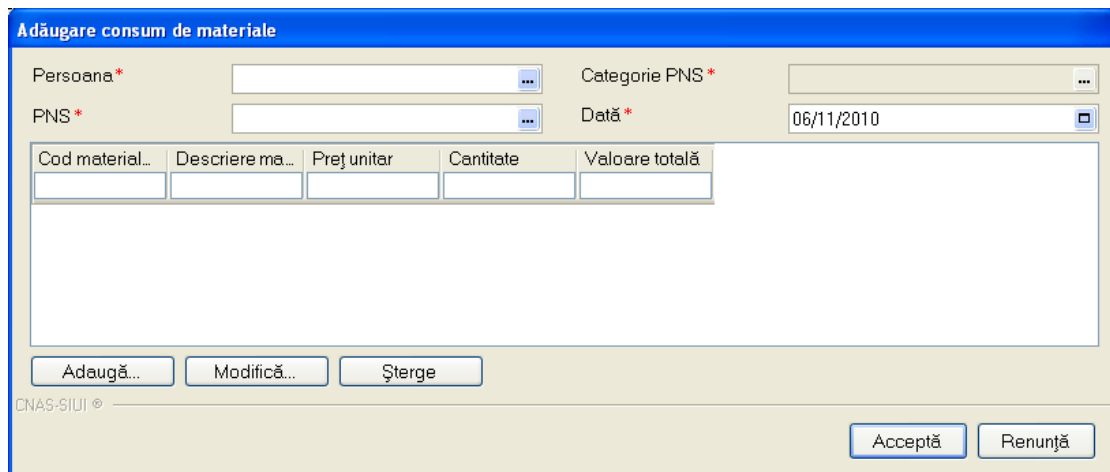 Adăugare consum de materiale
Persoana* ... Categorie PNS* ...
PNS* ... Dată* 06/11/2010
Cod material... Descriere ma... Preţ unitar Cantitate Valoare totală
Adaugă... Modifică... Şterge
CNAS-SIUI ®
Acceptă Renunţă